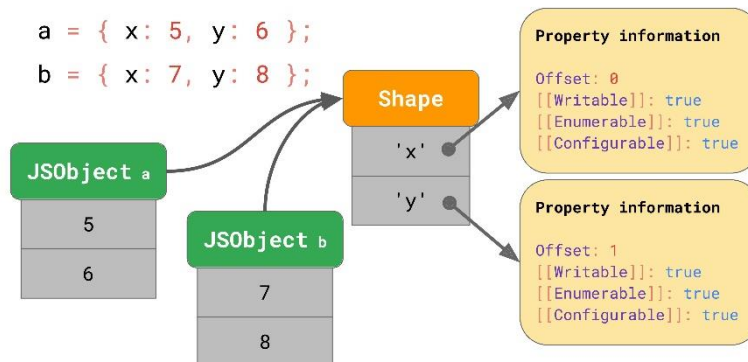 a = { x: 5, y: 6 };
b = { x: 7, y: 8 };
JSObject a
5
6
JSObject b
7
8
Shape
'x'
'y'
Property information
Offset: 0
[[Writable]]: true
[[Enumerable]]: true
[[Configurable]]: true
Property information
Offset: 1
[[Writable]]: true
[[Enumerable]]: true
[[Configurable]]: true